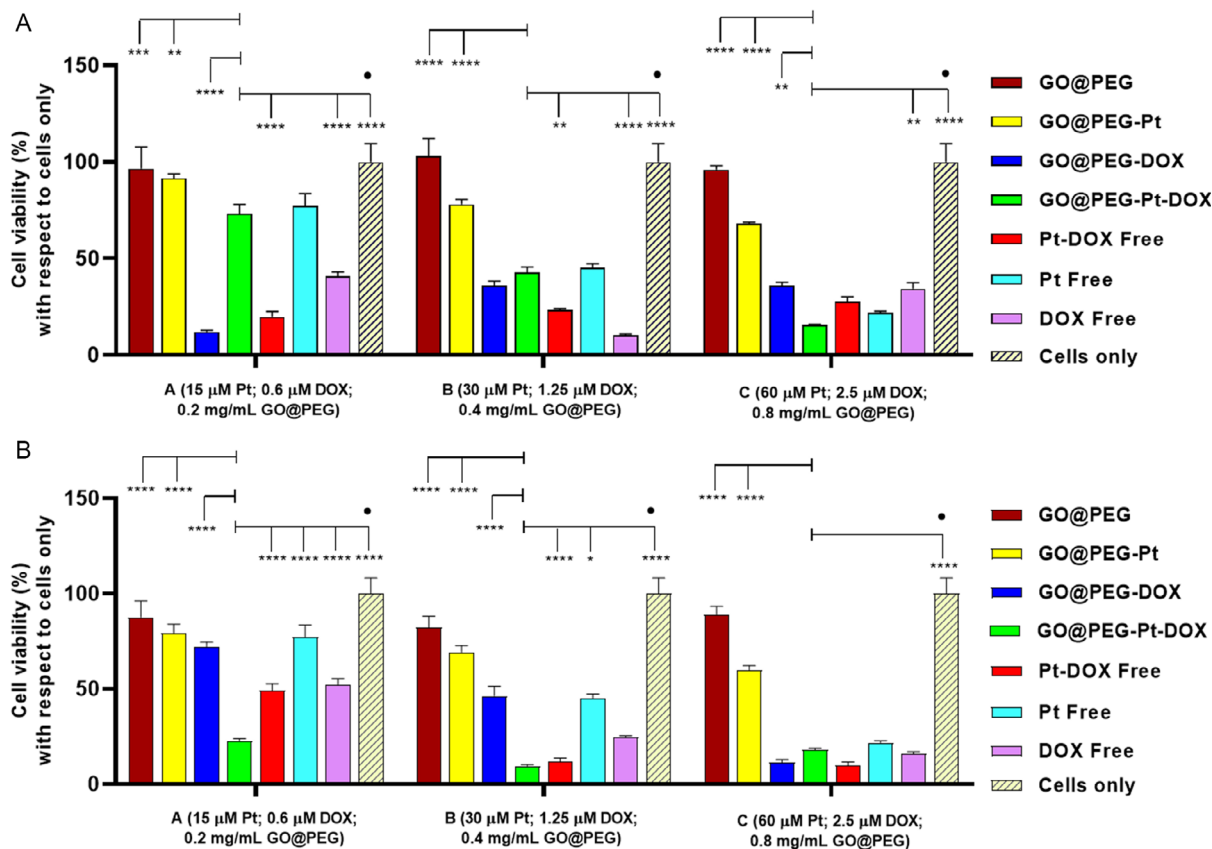 A
*** ** **** **** **** ****
**** **** ** **** ****
**** **** ** ** ****
Cell viability (%)
with respect to cells only
150
100
50
0
A (15 μM Pt; 0.6 μM DOX;
0.2 mg/mL GO@PEG)
B (30 μM Pt; 1.25 μM DOX;
0.4 mg/mL GO@PEG)
C (60 μM Pt; 2.5 μM DOX;
0.8 mg/mL GO@PEG)
GO@PEG
GO@PEG-Pt
GO@PEG-DOX
GO@PEG-Pt-DOX
Pt-DOX Free
Pt Free
DOX Free
Cells only
B
**** **** **** **** **** **** ****
**** **** **** **** * ****
**** **** ****
Cell viability (%)
with respect to cells only
150
100
50
0
A (15 μM Pt; 0.6 μM DOX;
0.2 mg/mL GO@PEG)
B (30 μM Pt; 1.25 μM DOX;
0.4 mg/mL GO@PEG)
C (60 μM Pt; 2.5 μM DOX;
0.8 mg/mL GO@PEG)
GO@PEG
GO@PEG-Pt
GO@PEG-DOX
GO@PEG-Pt-DOX
Pt-DOX Free
Pt Free
DOX Free
Cells only